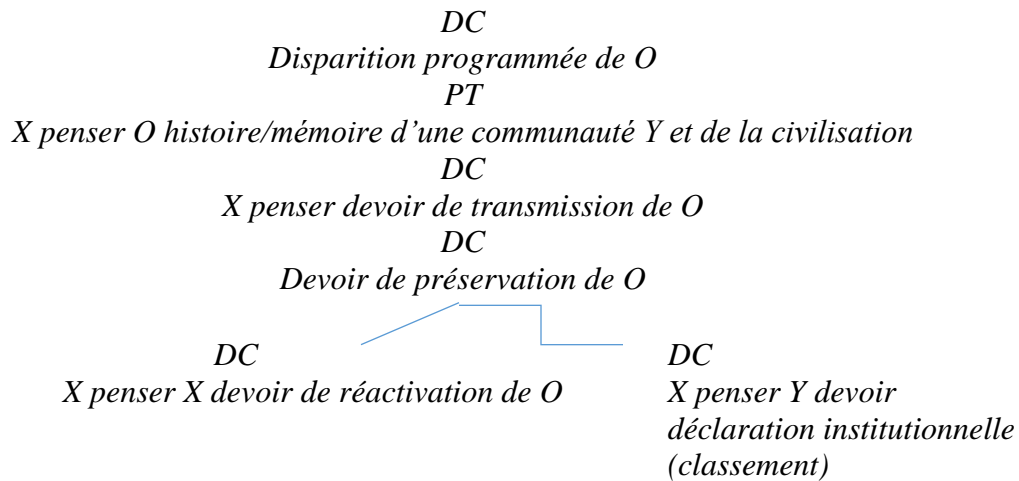 DC
Disparition programmée de O
PT
X penser O histoire/mémoire d’une communauté Y et de la civilisation
DC
X penser devoir de transmission de O
DC
Devoir de préservation de O
DC
X penser X devoir de réactivation de O
DC
X penser Y devoir
déclaration institutionnelle
(classement)